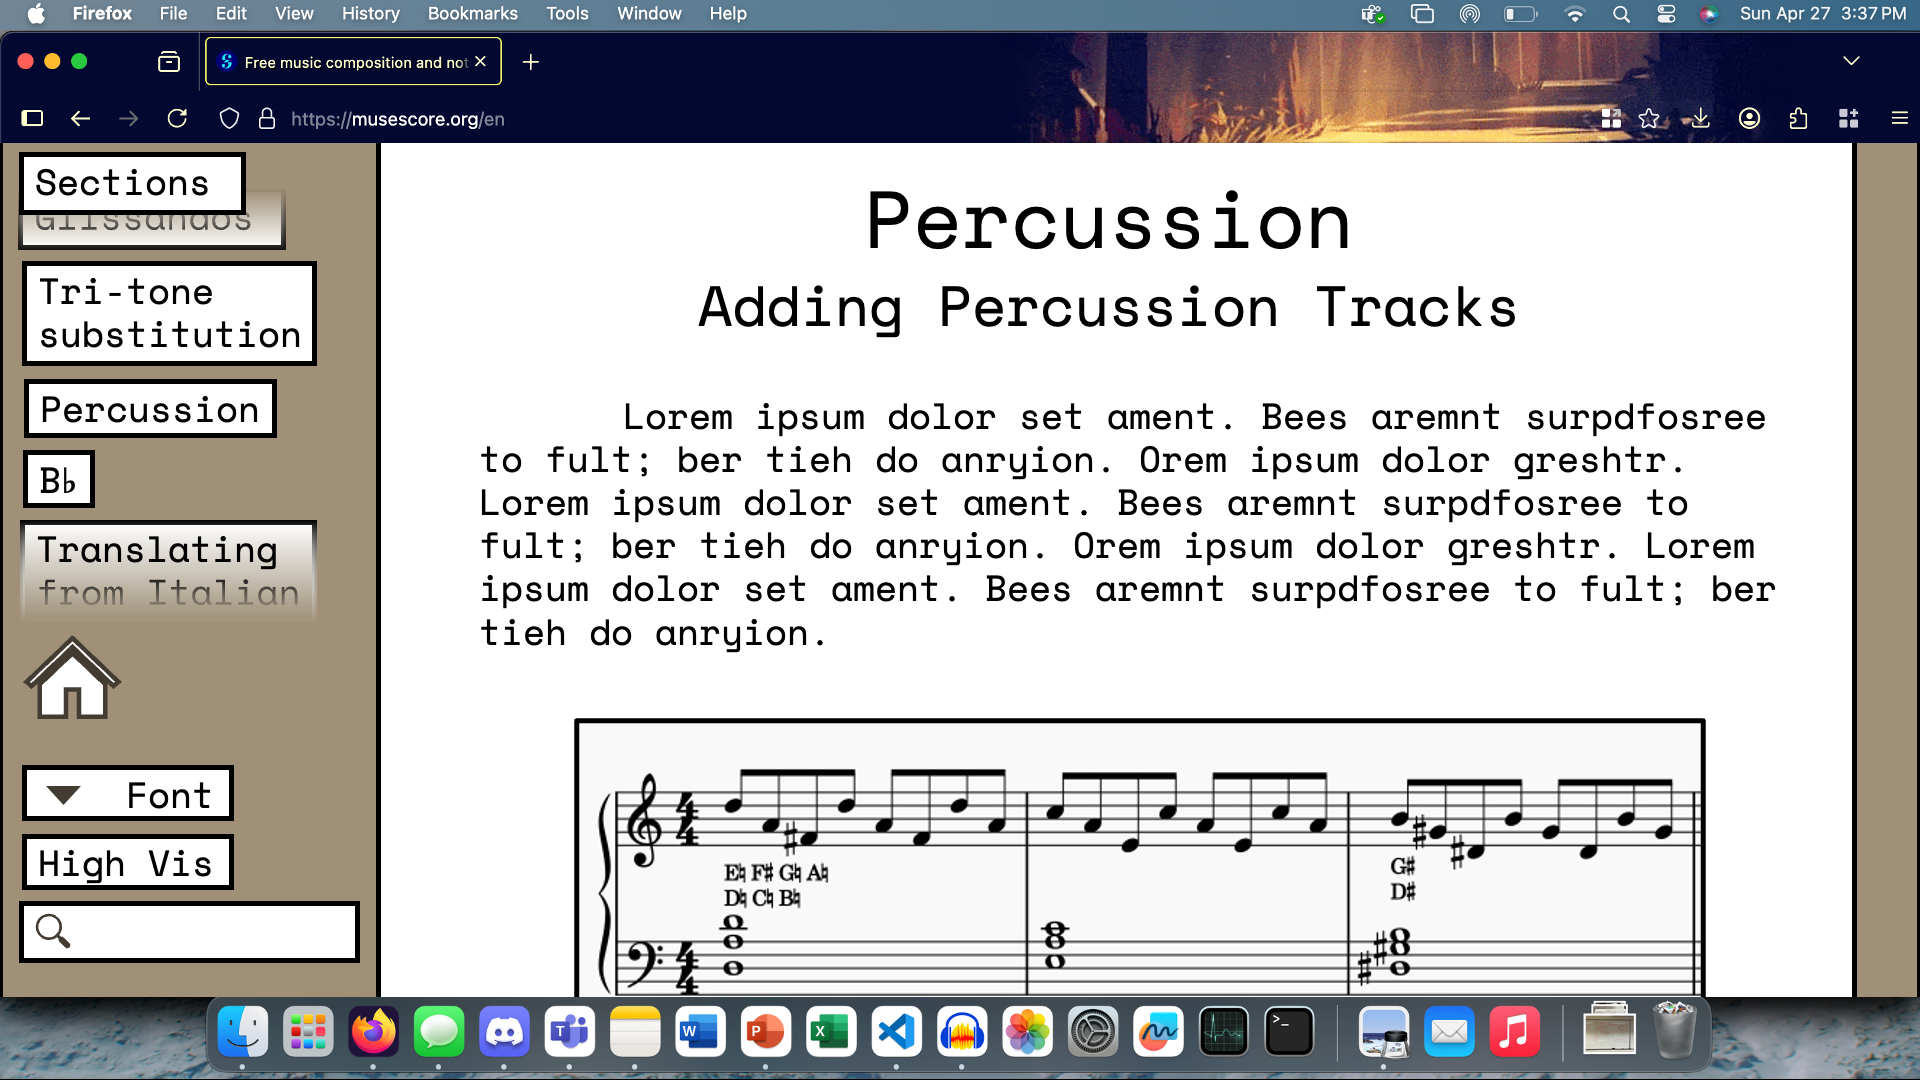 Firefox File Edit View History Bookmarks Tools Window Help Sun Apr 27 3:37 PM
Free music composition and not
https://musescore.org/en
Sections
Glissandos
Tri-tone
substitution
Percussion
B♭
Translating
from Italian
Font
High Vis
Percussion
Adding Percussion Tracks
Lorem ipsum dolor set ament. Bees aremnt surpdfosree
to fult; ber tieh do anryion. Orem ipsum dolor greshtr.
Lorem ipsum dolor set ament. Bees aremnt surpdfosree to
fult; ber tieh do anryion. Orem ipsum dolor greshtr. Lorem
ipsum dolor set ament. Bees aremnt surpdfosree to fult; ber
tieh do anryion.
4
4
E♮ F♯ G♮ A♮
D♮ C♮ B♮
G♯
D♯
4
4
T W P X >_